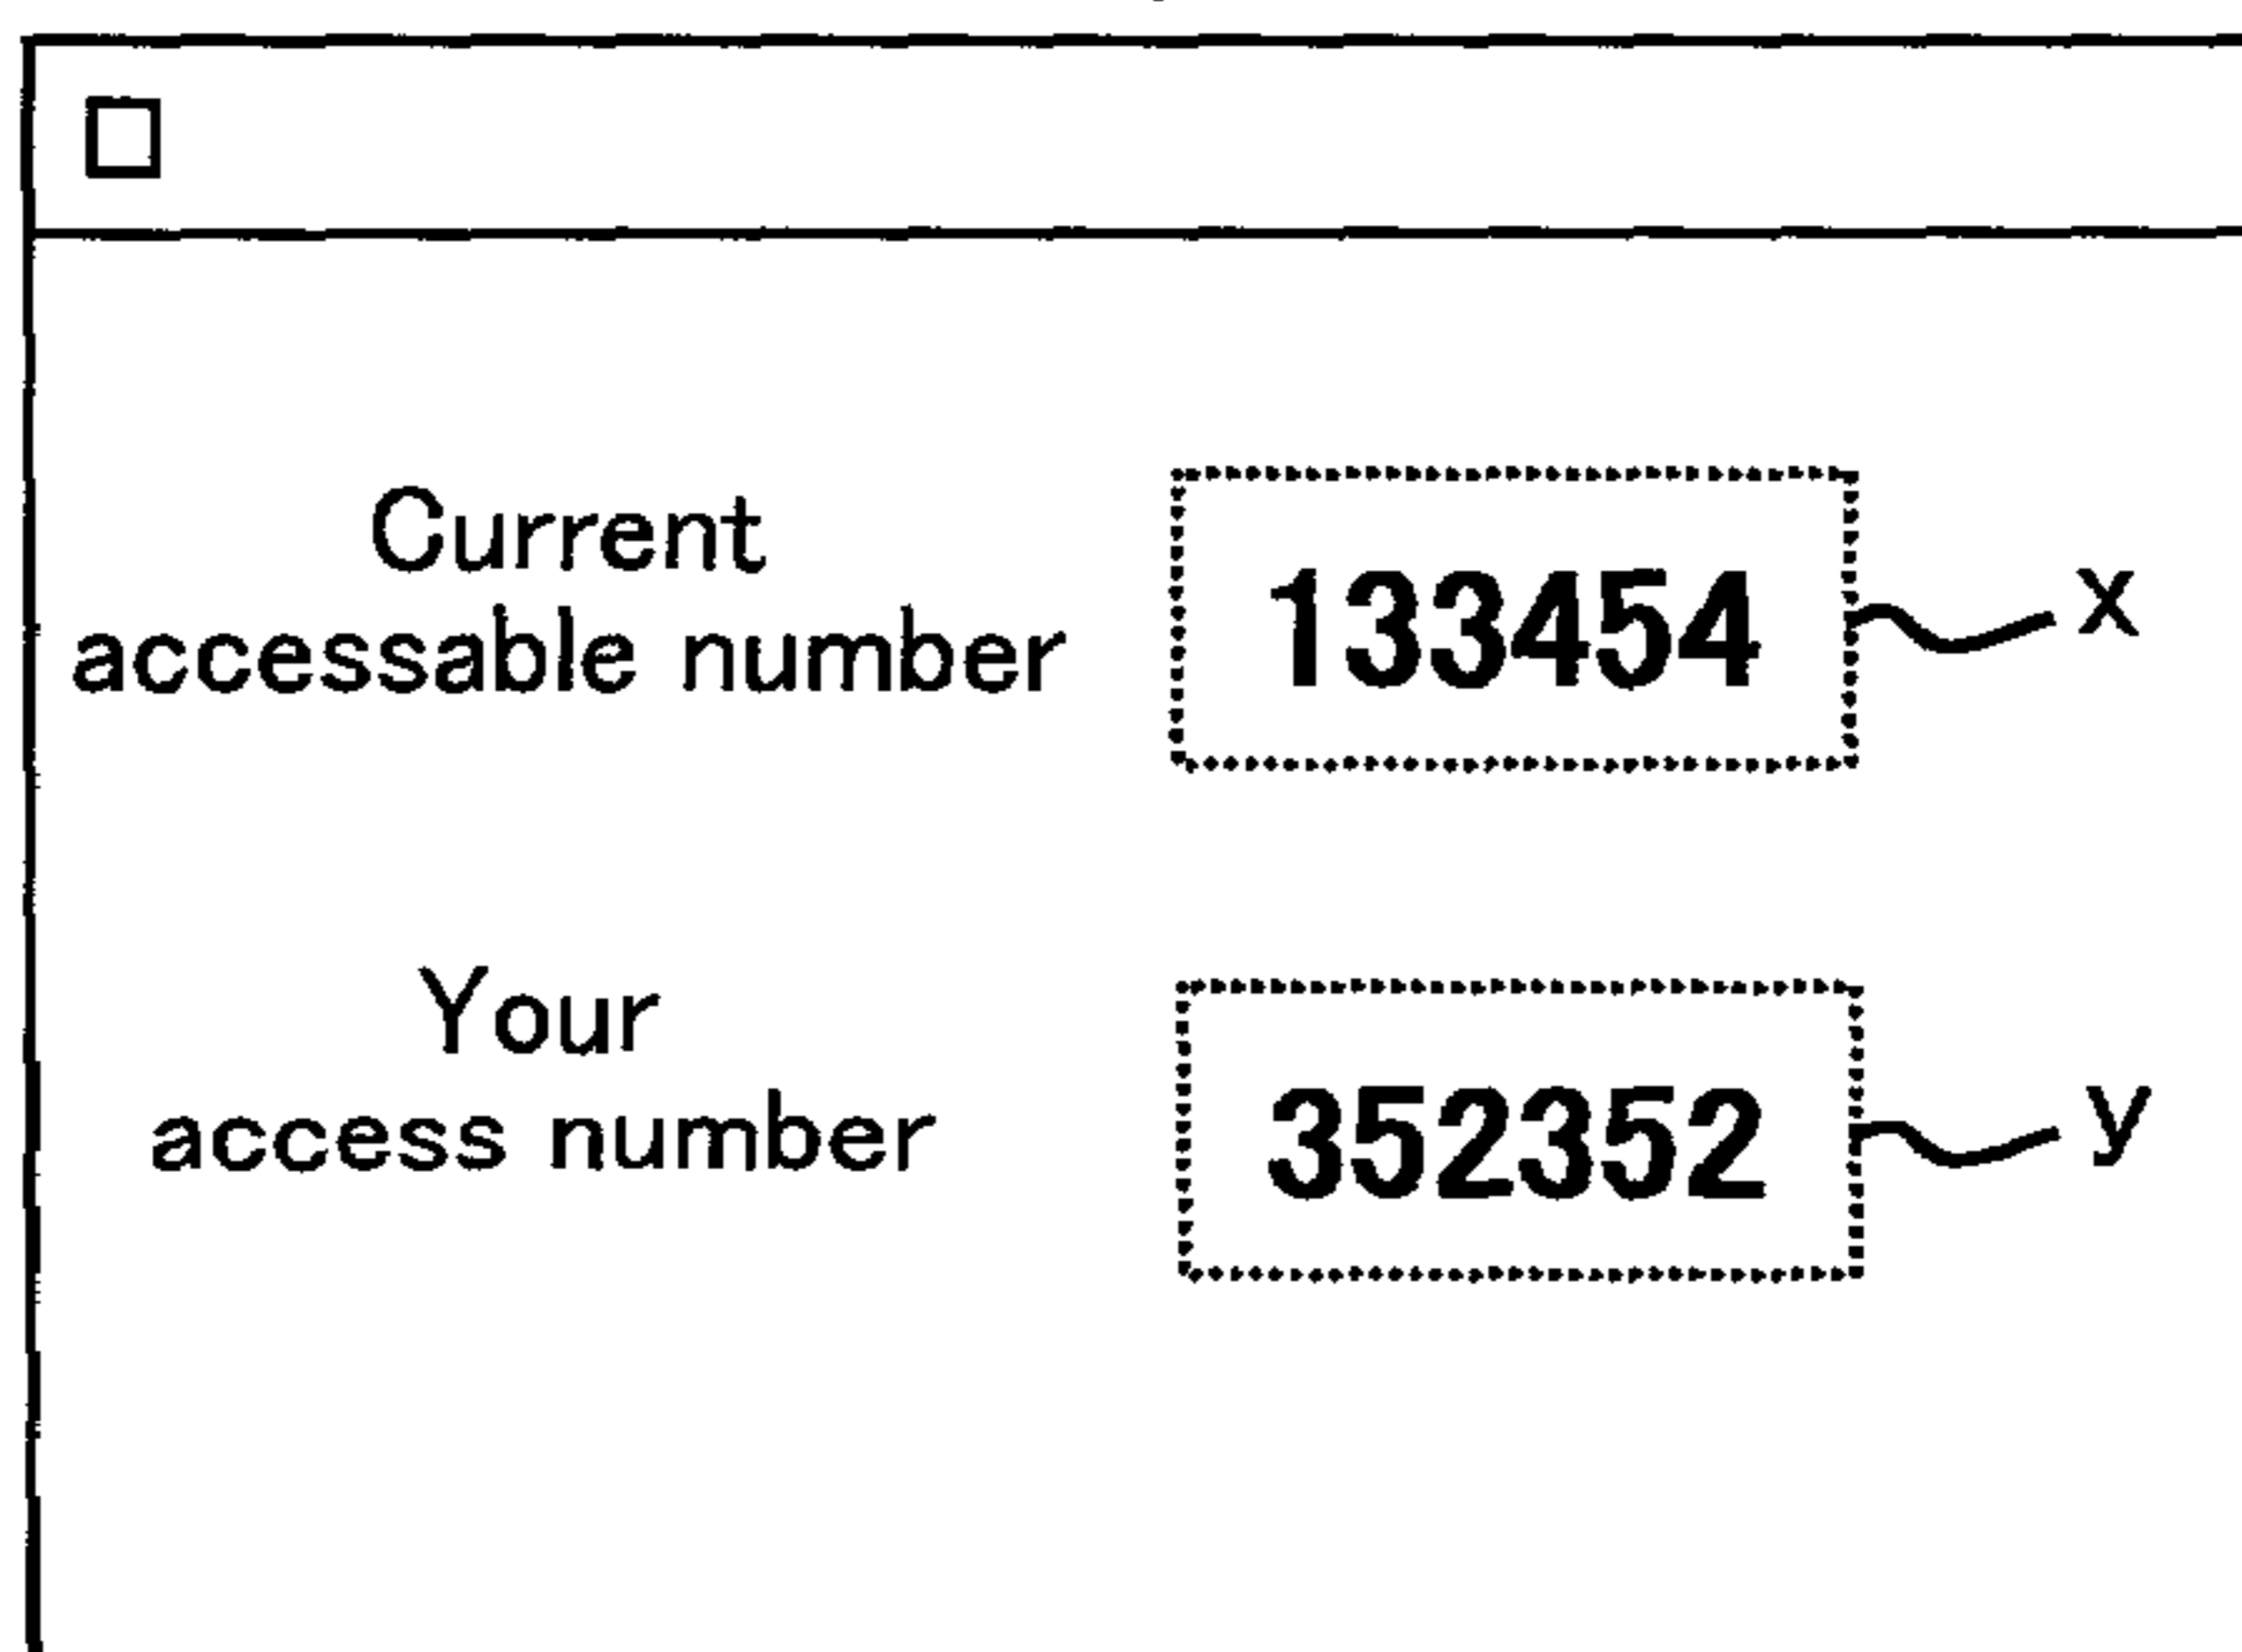 Current
accessable number
133454
x
Your
access number
352352
y